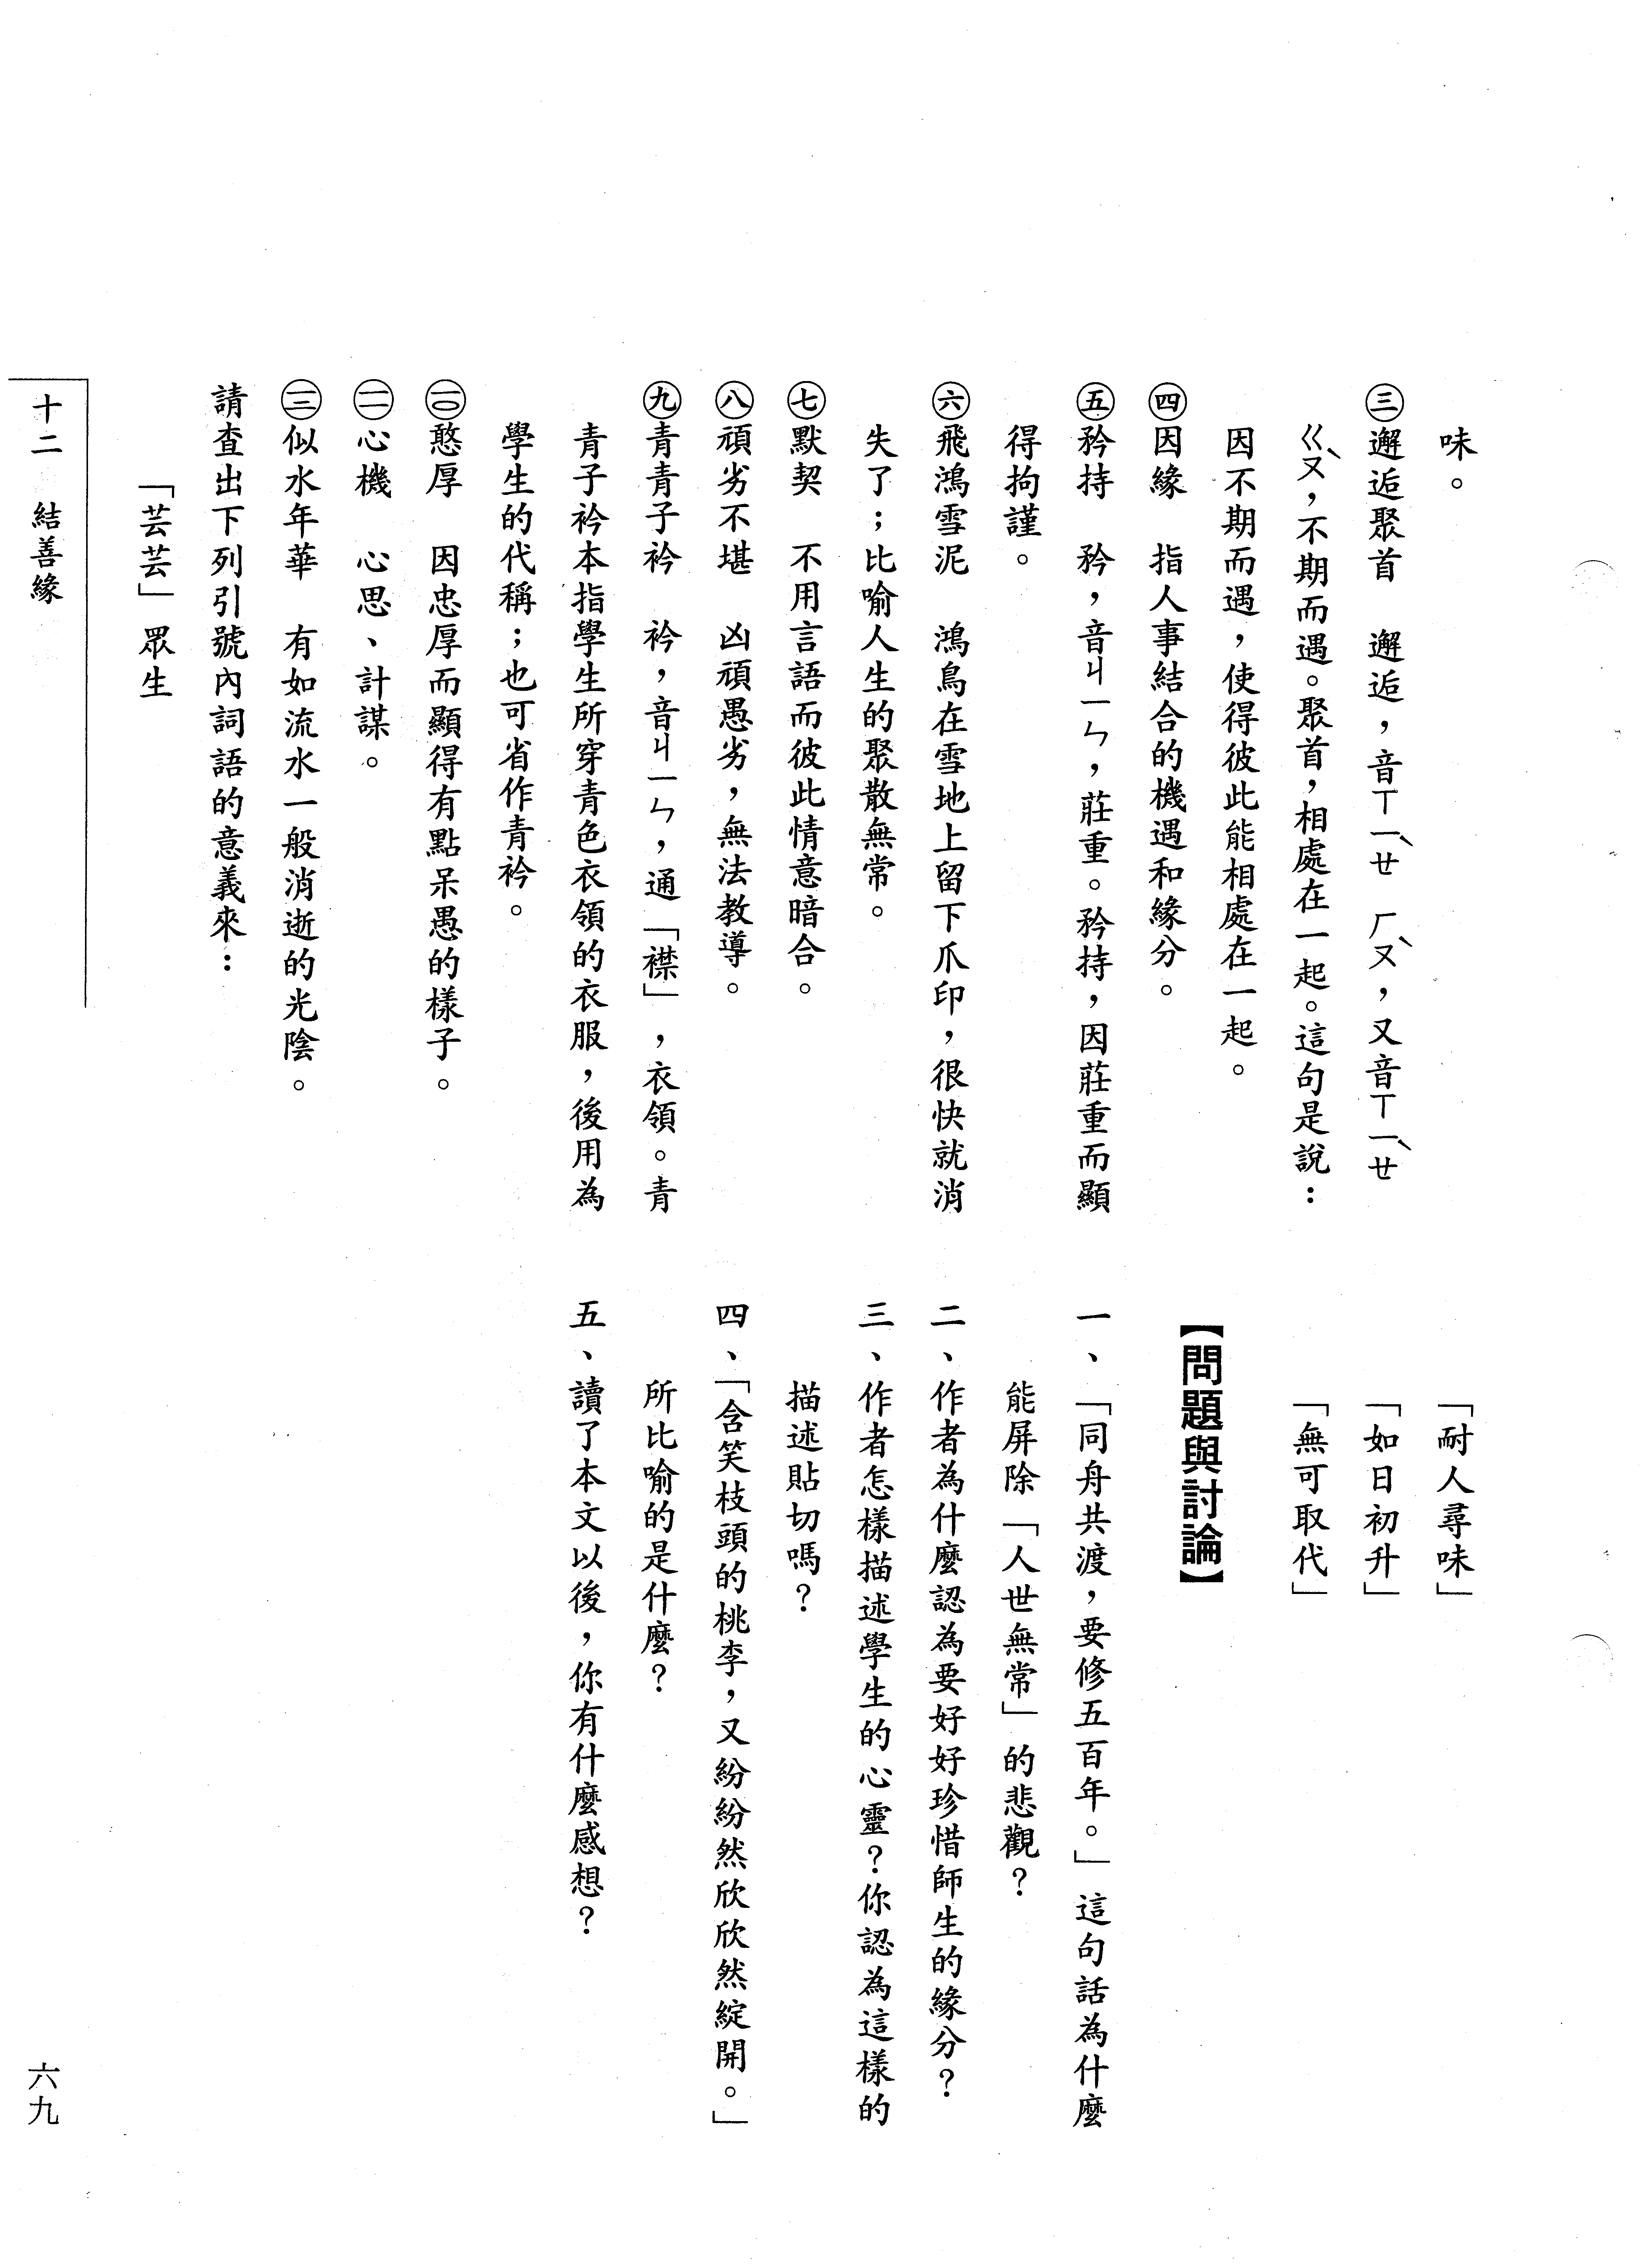 味。
㊂邂逅聚首　邂逅，音ㄒㄧㄝˋ ㄏㄡˋ，又音ㄒㄧㄝˋ
ㄍㄡˋ，不期而遇。聚首，相處在一起。這句是說：
因不期而遇，使得彼此能相處在一起。
㊃因緣　指人事結合的機遇和緣分。
㊄矜持　矜，音ㄐㄧㄣ，莊重。矜持，因莊重而顯
得拘謹。
㊅飛鴻雪泥　鴻鳥在雪地上留下爪印，很快就消
失了；比喻人生的聚散無常。
㊆默契　不用言語而彼此情意暗合。
㊇頑劣不堪　凶頑愚劣，無法教導。
㊈青青子衿　衿，音ㄐㄧㄣ，通「襟」，衣領。青
青子衿本指學生所穿青色衣領的衣服，後用為
學生的代稱；也可省作青衿。
(一○)憨厚　因忠厚而顯得有點呆愚的樣子。
(一一)心機　心思、計謀。
(一二)似水年華　有如流水一般消逝的光陰。
請查出下列引號內詞語的意義來：
「芸芸」眾生
「耐人尋味」
「如日初升」
「無可取代」
【問題與討論】
一、「同舟共渡，要修五百年。」這句話為什麼
能屏除「人世無常」的悲觀？
二、作者為什麼認為要好好珍惜師生的緣分？
三、作者怎樣描述學生的心靈？你認為這樣的
描述貼切嗎？
四、「含笑枝頭的桃李，又紛紛然欣欣然綻開。」
所比喻的是什麼？
五、讀了本文以後，你有什麼感想？
十二　結善緣
六九